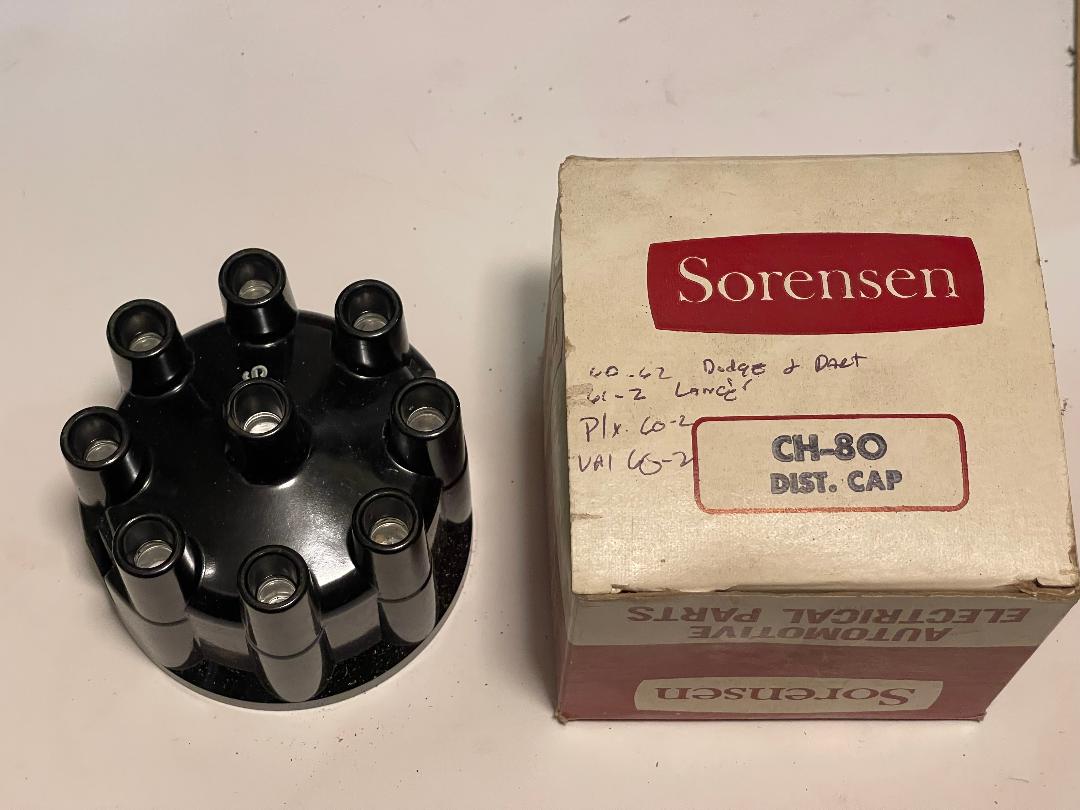 Sorensen
60-62 Dodge & Dart
61-2 Lancer
Ply. 60-2
VAl 60-2
CH-80
DIST. CAP
AUTOMOTIVE
ELECTRICAL PARTS
Sorensen